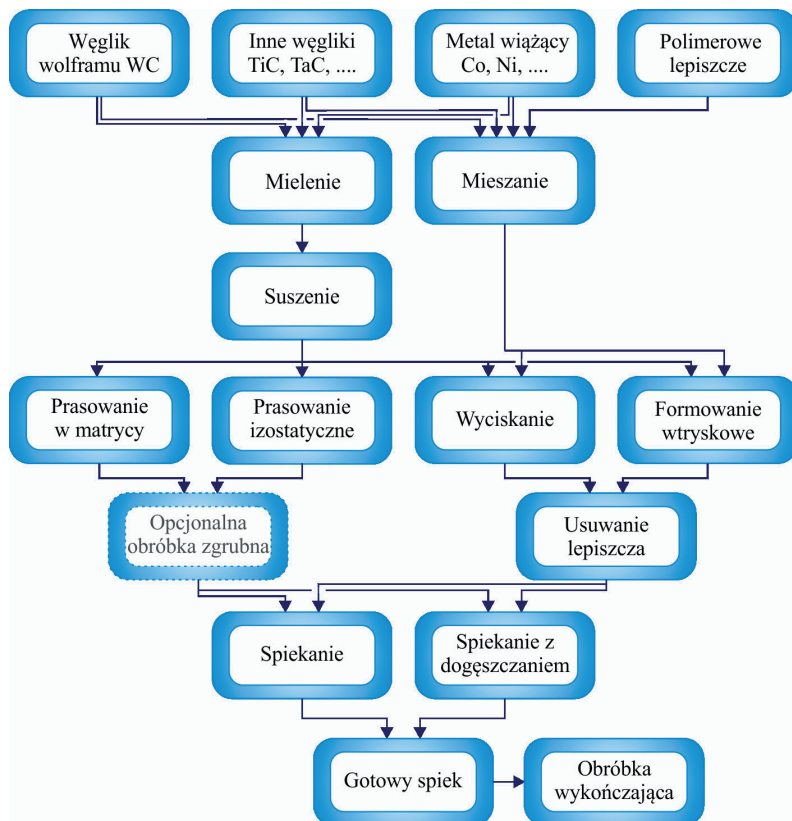 Węglik
wolframu WC
Inne węgliki
TiC, TaC, ....
Metal wiążący
Co, Ni, ....
Polimerowe
lepiszcze
Mielenie
Mieszanie
Suszenie
Prasowanie
w matrycy
Prasowanie
izostatyczne
Wyciskanie
Formowanie
wtryskowe
Opcjonalna
obróbka zgrubna
Usuwanie
lepiszcza
Spiekanie
Spiekanie z
dogęszczaniem
Gotowy spiek
Obróbka
wykończająca